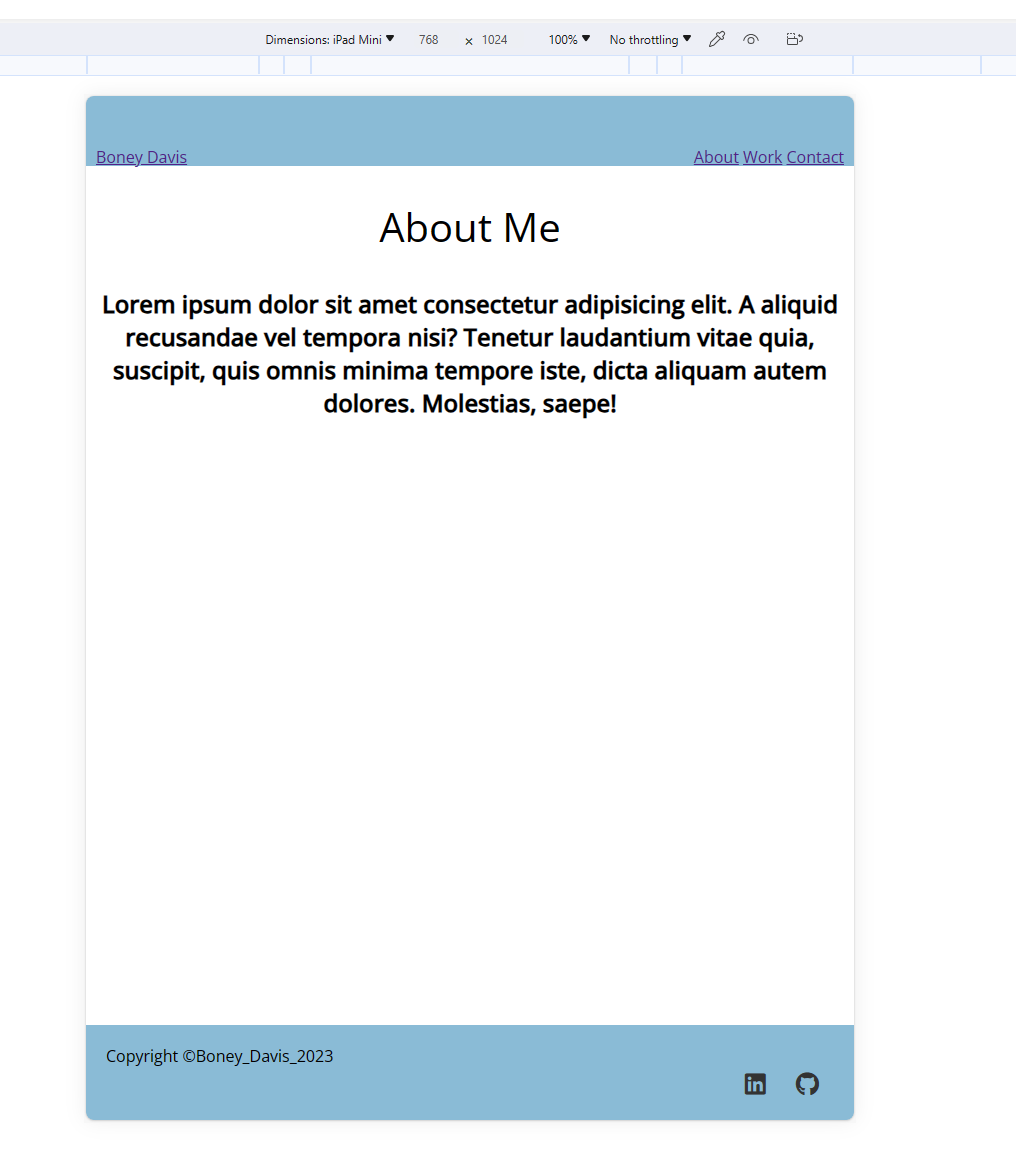 Dimensions: iPad Mini 768 × 1024 100% No throttling
Boney Davis About Work Contact
About Me
Lorem ipsum dolor sit amet consectetur adipisicing elit. A aliquid
recusandae vel tempora nisi? Tenetur laudantium vitae quia,
suscipit, quis omnis minima tempore iste, dicta aliquam autem
dolores. Molestias, saepe!
Copyright ©Boney_Davis_2023
in